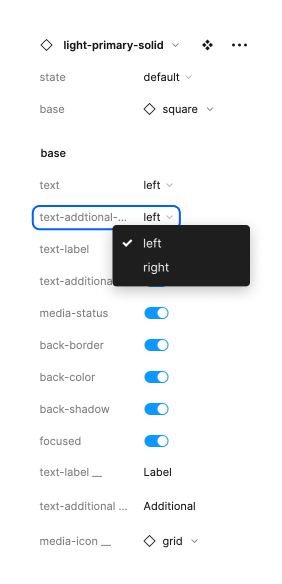 light-primary-solid
state default
base square
base
text left
text-addtional-... left
left
text-label
right
text-additiona
media-status
back-border
back-color
back-shadow
focused
text-label __ Label
text-additional ... Additional
media-icon __ grid